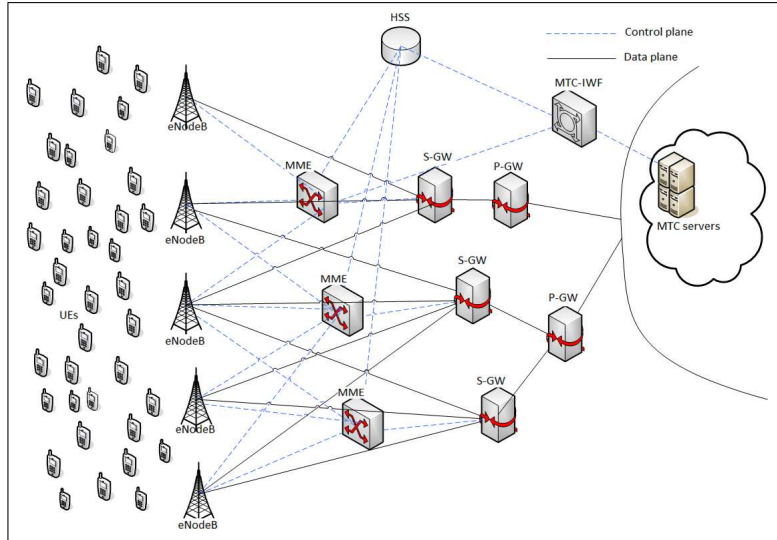 HSS
Control plane
Data plane
MTC-IWF
eNodeB
MME
S-GW
P-GW
MTC servers
eNodeB
MME
S-GW
P-GW
UEs
eNodeB
MME
S-GW
eNodeB
eNodeB